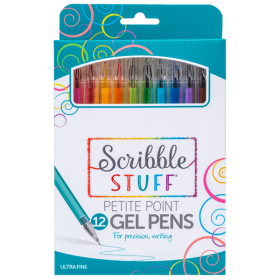 Scribble
STUFF®
PETITE POINT
12 GEL PENS
For precision, writing
ULTRA FINE